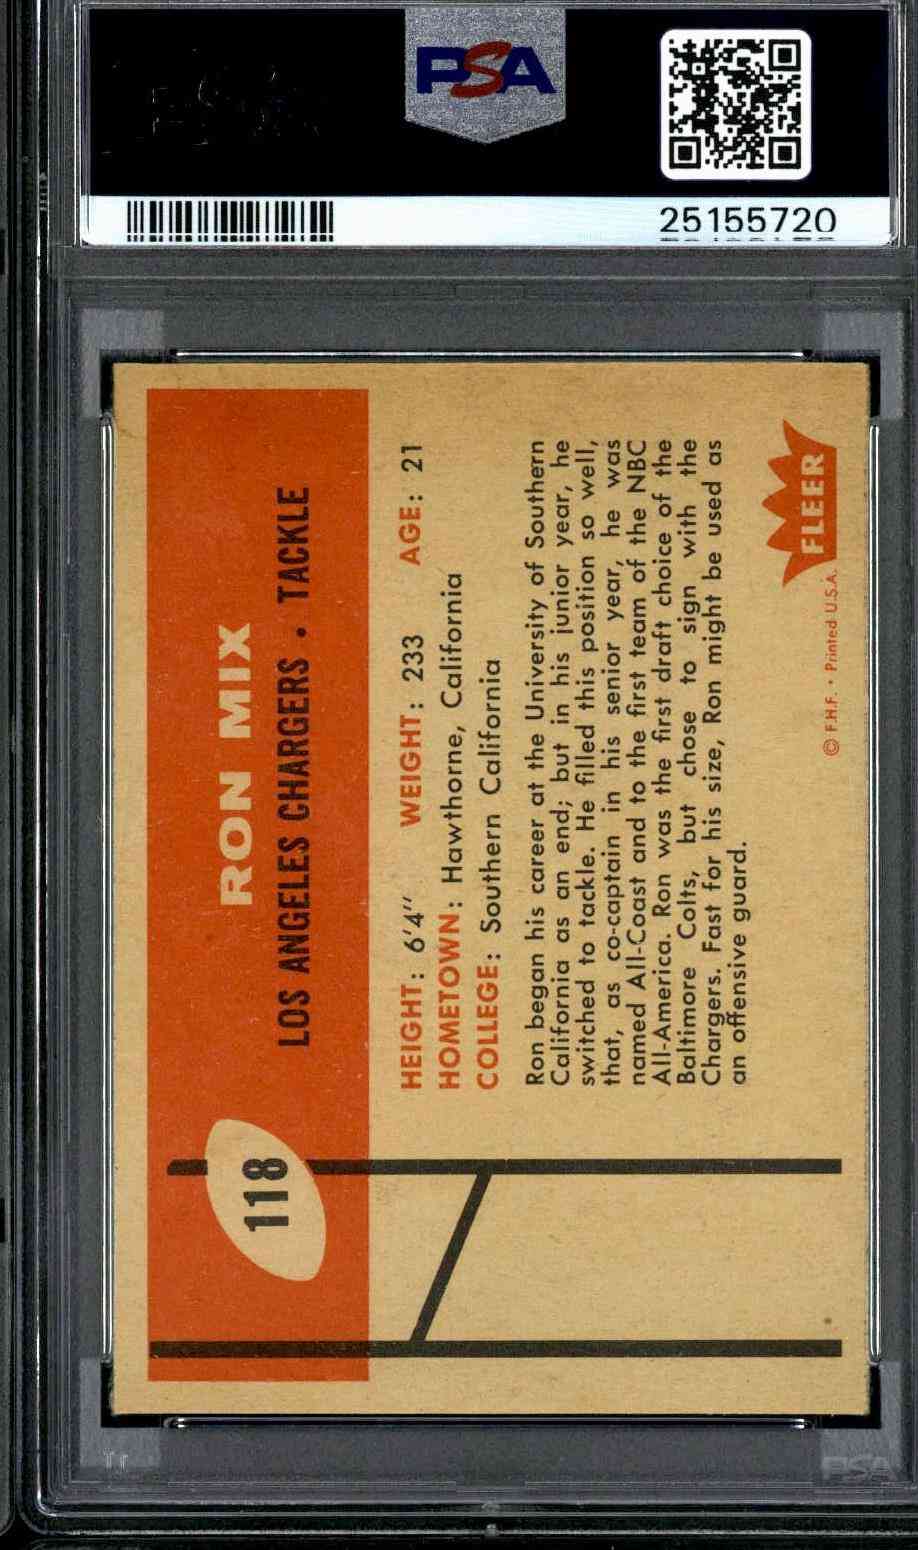 PSA
25155720
118
RON MIX
LOS ANGELES CHARGERS . TACKLE
HEIGHT: 6'4" WEIGHT: 233 AGE: 21
HOMETOWN: Hawthorne, California
COLLEGE: Southern California
Ron began his career at the University of Southern
California as an end; but in his junior year, he
switched to tackle. He filled this position so well,
that, as co-captain in his senior year, he was
named All-Coast and to the first team of the NBC
All-America. Ron was the first draft choice of the
Baltimore Colts, but chose to sign with the
Chargers. Fast for his size, Ron might be used as
an offensive guard.
FLEER
© F.H.F. • Printed U.S.A.
PSA